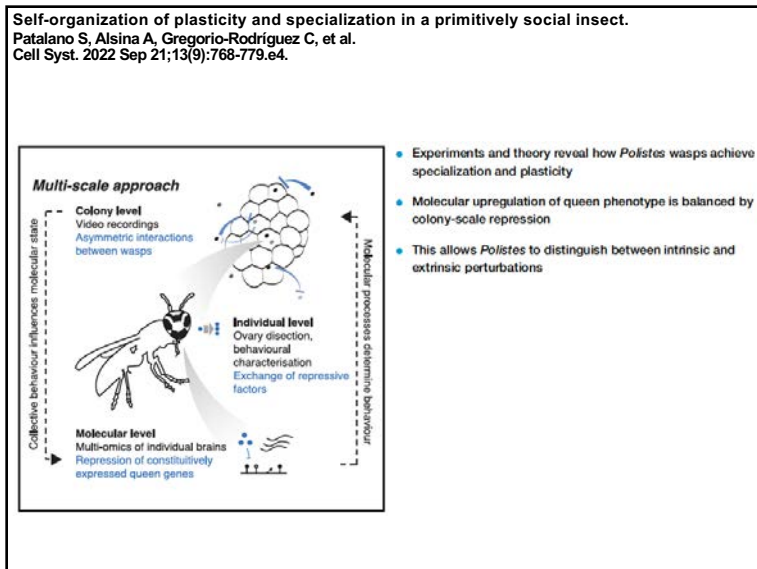 Self-organization of plasticity and specialization in a primitively social insect.
Patalano S, Alsina A, Gregorio-Rodríguez C, et al.
Cell Syst. 2022 Sep 21;13(9):768-779.e4.
Multi-scale approach
Colony level
Video recordings
Asymmetric interactions
between wasps
Individual level
Ovary disection,
behavioural
characterisation
Exchange of repressive
factors
Molecular level
Multi-omics of individual brains
Repression of constituitively
expressed queen genes
Collective behaviour influences molecular state
Molecular processes determine behaviour
• Experiments and theory reveal how Polistes wasps achieve
specialization and plasticity
• Molecular upregulation of queen phenotype is balanced by
colony-scale repression
• This allows Polistes to distinguish between intrinsic and
extrinsic perturbations